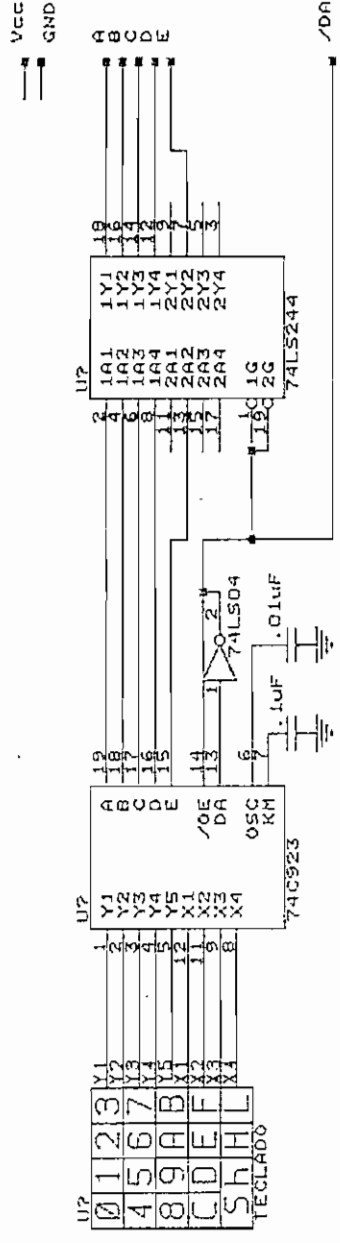 U?
0 1 2 3
4 5 6 7
8 9 A B
C D E F
S h H L
TECLADO
Y1
Y2
Y3
Y4
Y5
X1
X2
X3
X4
U?
1 Y1 A 19
2 Y2 B 18
3 Y3 C 17
4 Y4 D 16
5 Y5 E 15
12 X1
11 X2 /OE 14
9 X3 DA 13
8 X4
OSC 6
KM 7
74C923
.1uF
.01uF
1 2
74LS04
U?
2 1A1 1Y1 18
4 1A2 1Y2 16
6 1A3 1Y3 14
8 1A4 1Y4 12
11 2A1 2Y1 9
13 2A2 2Y2 7
15 2A3 2Y3 5
17 2A4 2Y4 3
1 1G
19 2G
74LS244
Vcc
GND
A
B
C
D
E
/DA